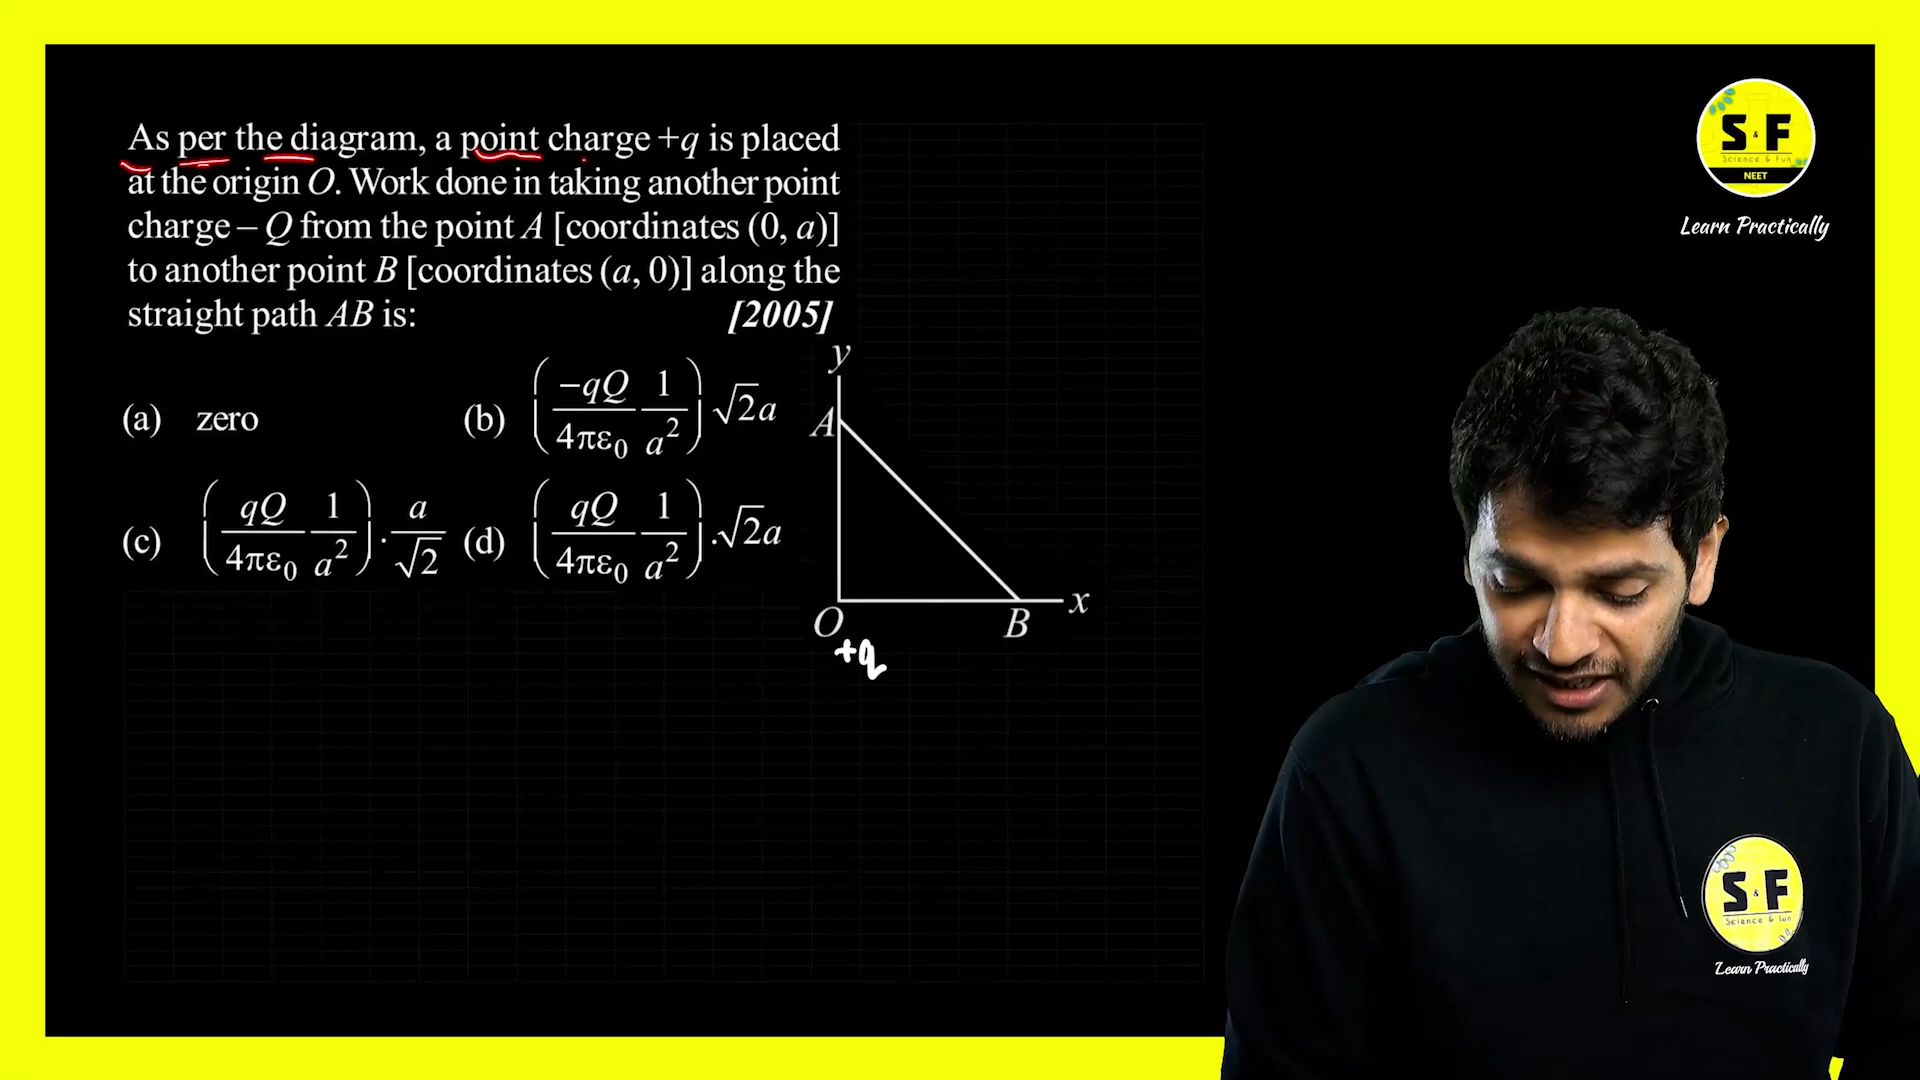 As per the diagram, a point charge +q is placed
at the origin O. Work done in taking another point
charge – Q from the point A [coordinates (0, a)]
to another point B [coordinates (a, 0)] along the
straight path AB is: [2005]
(a) zero (b) (−qQ/4πε₀ 1/a²) √2a
(c) (qQ/4πε₀ 1/a²) · a/√2 (d) (qQ/4πε₀ 1/a²) .√2a
y
A
O
B
x
+q
S&F
Science & Fun
NEET
Learn Practically
S&F
Science & fun
Learn Practically